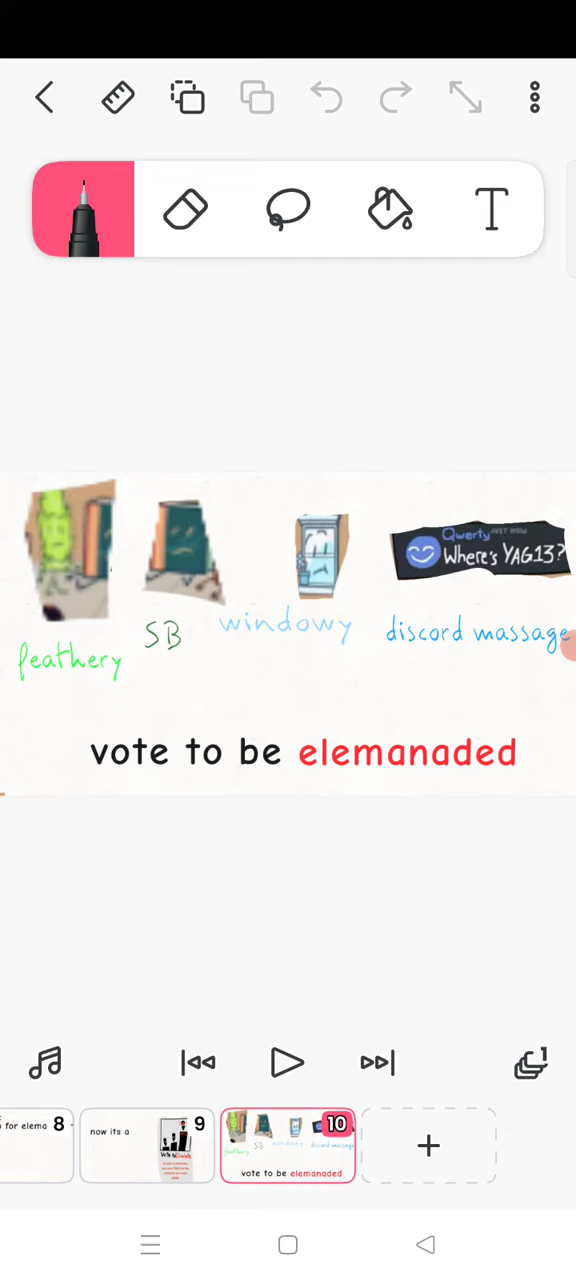 T
Qwerty JUST NOW
Where's YAG13?
feathery
SB
windowy
discord massage
vote to be elemanaded
1
for elema 8
now its a
9
10
feathery SB windowy discord massage
vote to be elemanaded